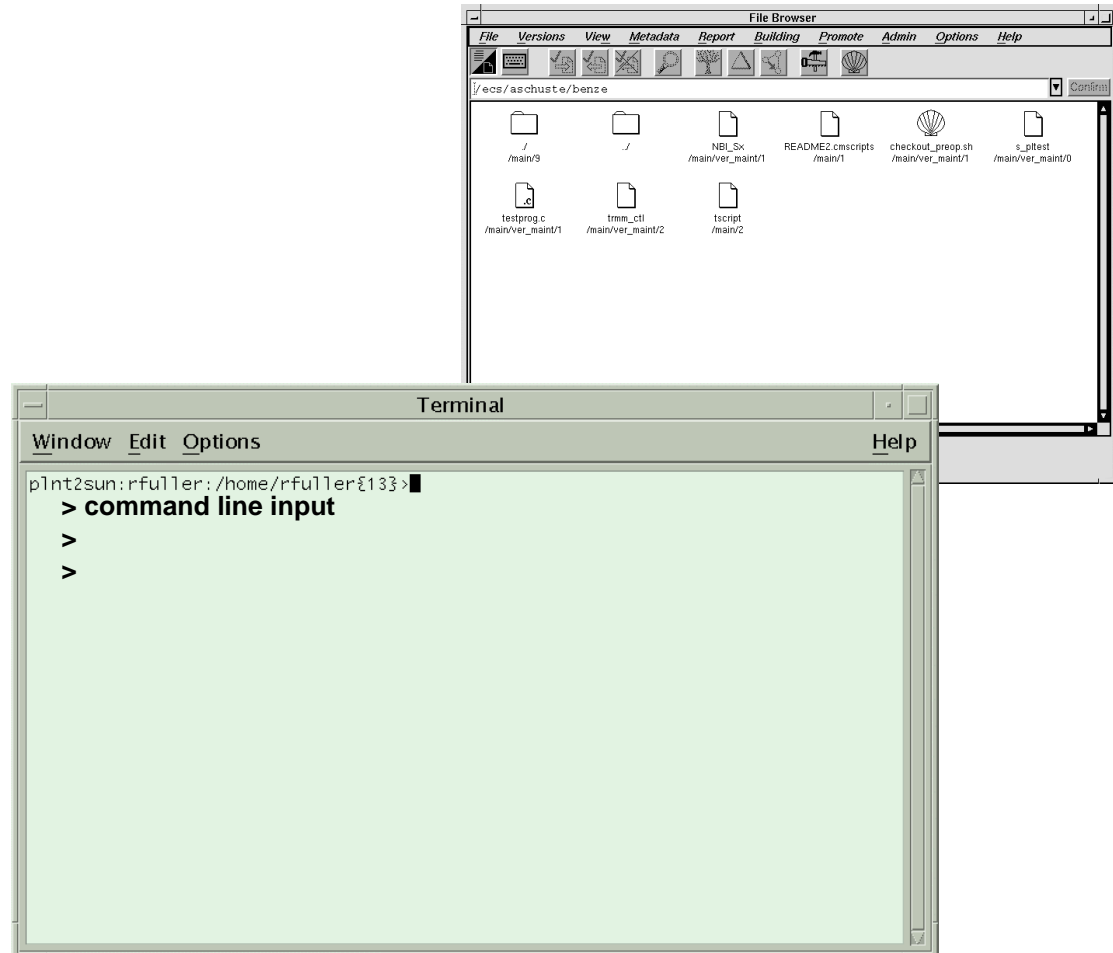 File Browser
File Versions View Metadata Report Building Promote Admin Options Help
/ecs/aschuste/benze Confirm
./ ../ NBI_Sx README2.cmscripts checkout_preop.sh s_pltest
/main/9 /main/ver_maint/1 /main/1 /main/ver_maint/1 /main/ver_maint/0
.c
testprog.c trmm_ctl tscript
/main/ver_maint/1 /main/ver_maint/2 /main/2
Terminal
Window Edit Options Help
plnt2sun:rfuller:/home/rfuller{13}>
> command line input
>
>